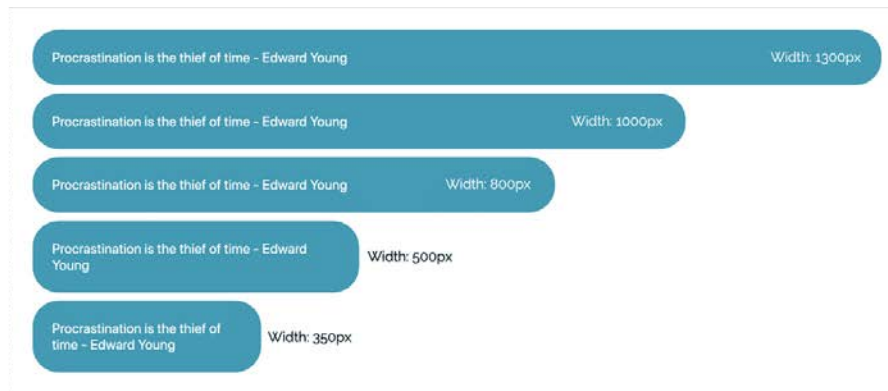 Procrastination is the thief of time - Edward Young Width: 1300px
Procrastination is the thief of time - Edward Young Width: 1000px
Procrastination is the thief of time - Edward Young Width: 800px
Procrastination is the thief of time - Edward
Young
Width: 500px
Procrastination is the thief of
time - Edward Young
Width: 350px